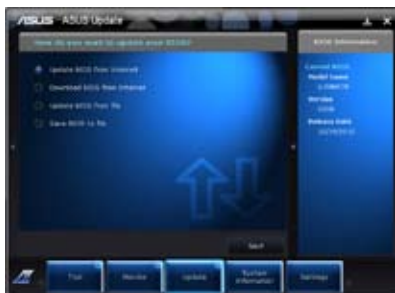 ASUS ASUS Update
How do you want to update your BIOS?
BIOS Information
Update BIOS from Internet
Download BIOS from Internet
Update BIOS from file
Save BIOS to file
Current BIOS
Model Name
Version
Release Date
Next
Tool
Monitor
Update
System Information
Settings